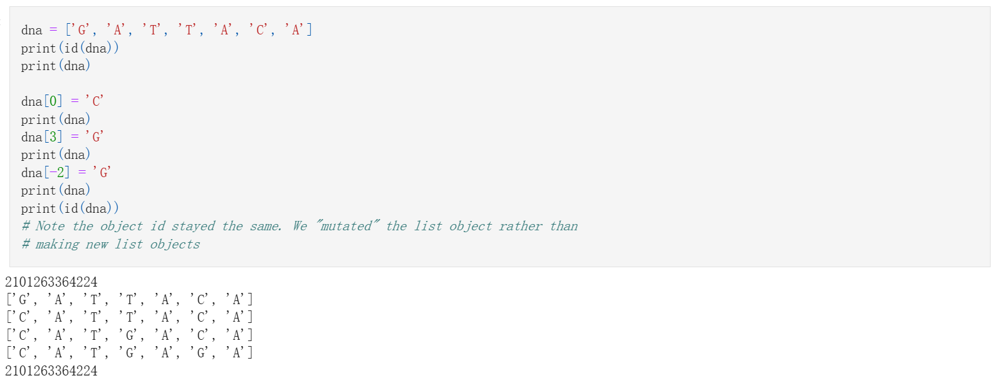 dna = ['G', 'A', 'T', 'T', 'A', 'C', 'A']
print(id(dna))
print(dna)
dna[0] = 'C'
print(dna)
dna[3] = 'G'
print(dna)
dna[-2] = 'G'
print(dna)
print(id(dna))
# Note the object id stayed the same. We "mutated" the list object rather than
# making new list objects
2101263364224
['G', 'A', 'T', 'T', 'A', 'C', 'A']
['C', 'A', 'T', 'T', 'A', 'C', 'A']
['C', 'A', 'T', 'G', 'A', 'C', 'A']
['C', 'A', 'T', 'G', 'A', 'G', 'A']
2101263364224